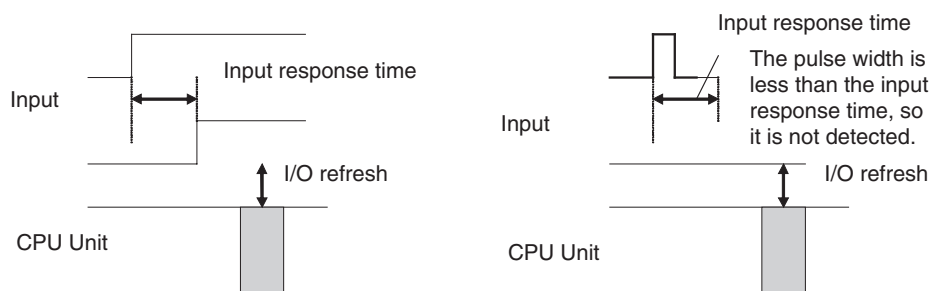 Input response time
Input
I/O refresh
CPU Unit
Input response time
The pulse width is
less than the input
response time, so
it is not detected.
Input
I/O refresh
CPU Unit